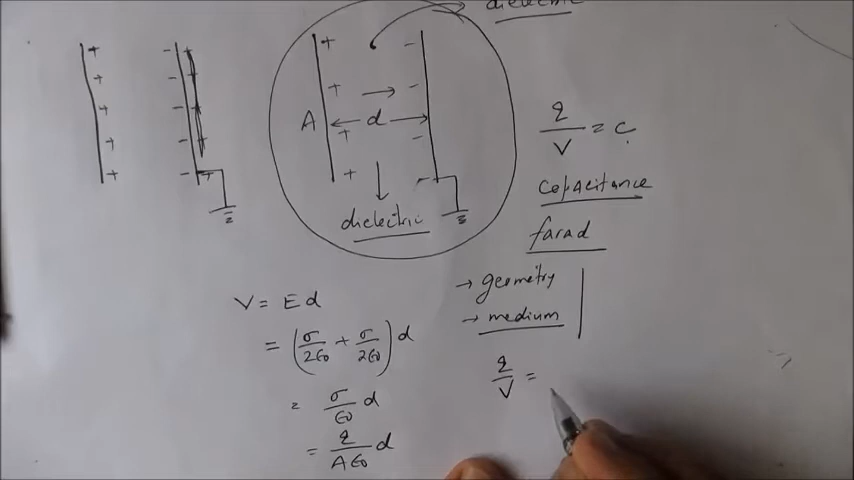 dielectric
+ - + + -
+ - + + -
+ - + A d
+ - + + -
+ - + +
dielectric
q/V = C
capacitance
farad
→ geometry
→ medium
V = Ed
= (σ/2ε0 + σ/2ε0) d
= σ/ε0 d
= q/Aε0 d
q/V =